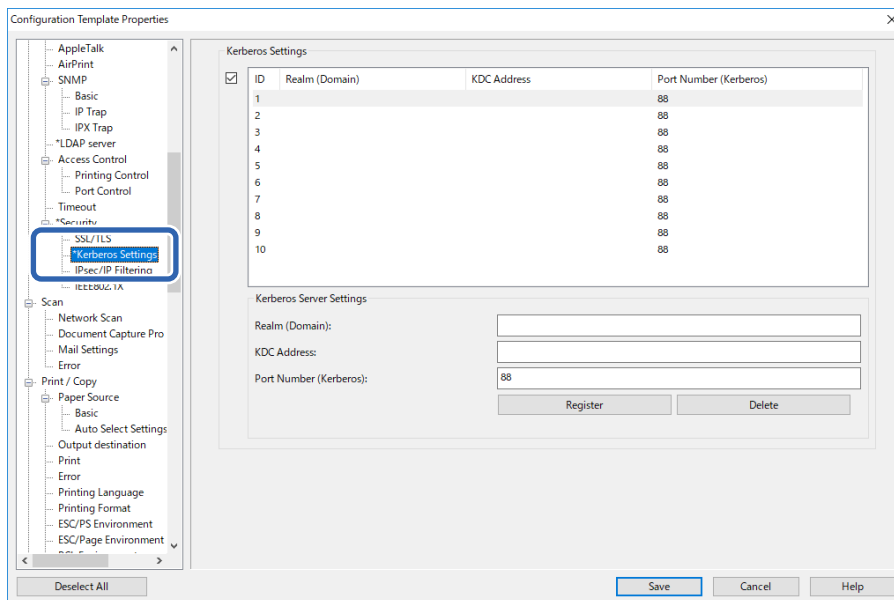 Configuration Template Properties
AppleTalk
AirPrint
SNMP
Basic
IP Trap
IPX Trap
*LDAP server
Access Control
Printing Control
Port Control
Timeout
*Security
SSL/TLS
*Kerberos Settings
IPsec/IP Filtering
IEEE802.1X
Scan
Network Scan
Document Capture Pro
Mail Settings
Error
Print / Copy
Paper Source
Basic
Auto Select Settings
Output destination
Print
Error
Printing Language
Printing Format
ESC/PS Environment
ESC/Page Environment
Kerberos Settings
ID Realm (Domain) KDC Address Port Number (Kerberos)
1 88
2 88
3 88
4 88
5 88
6 88
7 88
8 88
9 88
10 88
Kerberos Server Settings
Realm (Domain):
KDC Address:
Port Number (Kerberos): 88
Register Delete
Deselect All Save Cancel Help